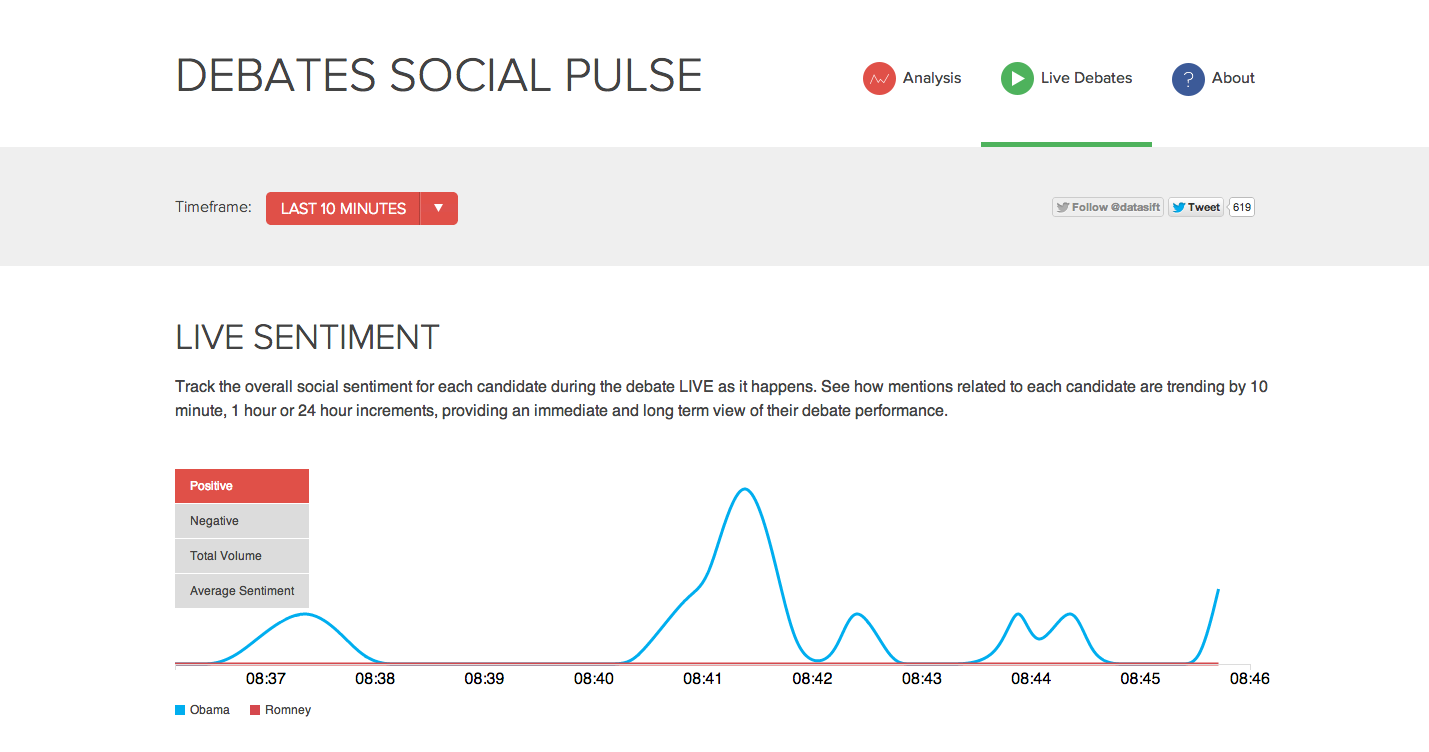 DEBATES SOCIAL PULSE
Analysis
Live Debates
?
About
Timeframe:
LAST 10 MINUTES
Follow @datasift
Tweet
619
LIVE SENTIMENT
Track the overall social sentiment for each candidate during the debate LIVE as it happens. See how mentions related to each candidate are trending by 10
minute, 1 hour or 24 hour increments, providing an immediate and long term view of their debate performance.
Positive
Negative
Total Volume
Average Sentiment
08:37 08:38 08:39 08:40 08:41 08:42 08:43 08:44 08:45 08:46
Obama Romney